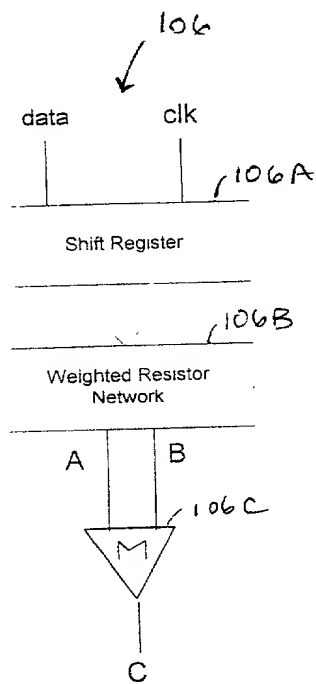 106
data clk
106A
Shift Register
106B
Weighted Resistor
Network
A B
106C
M
C